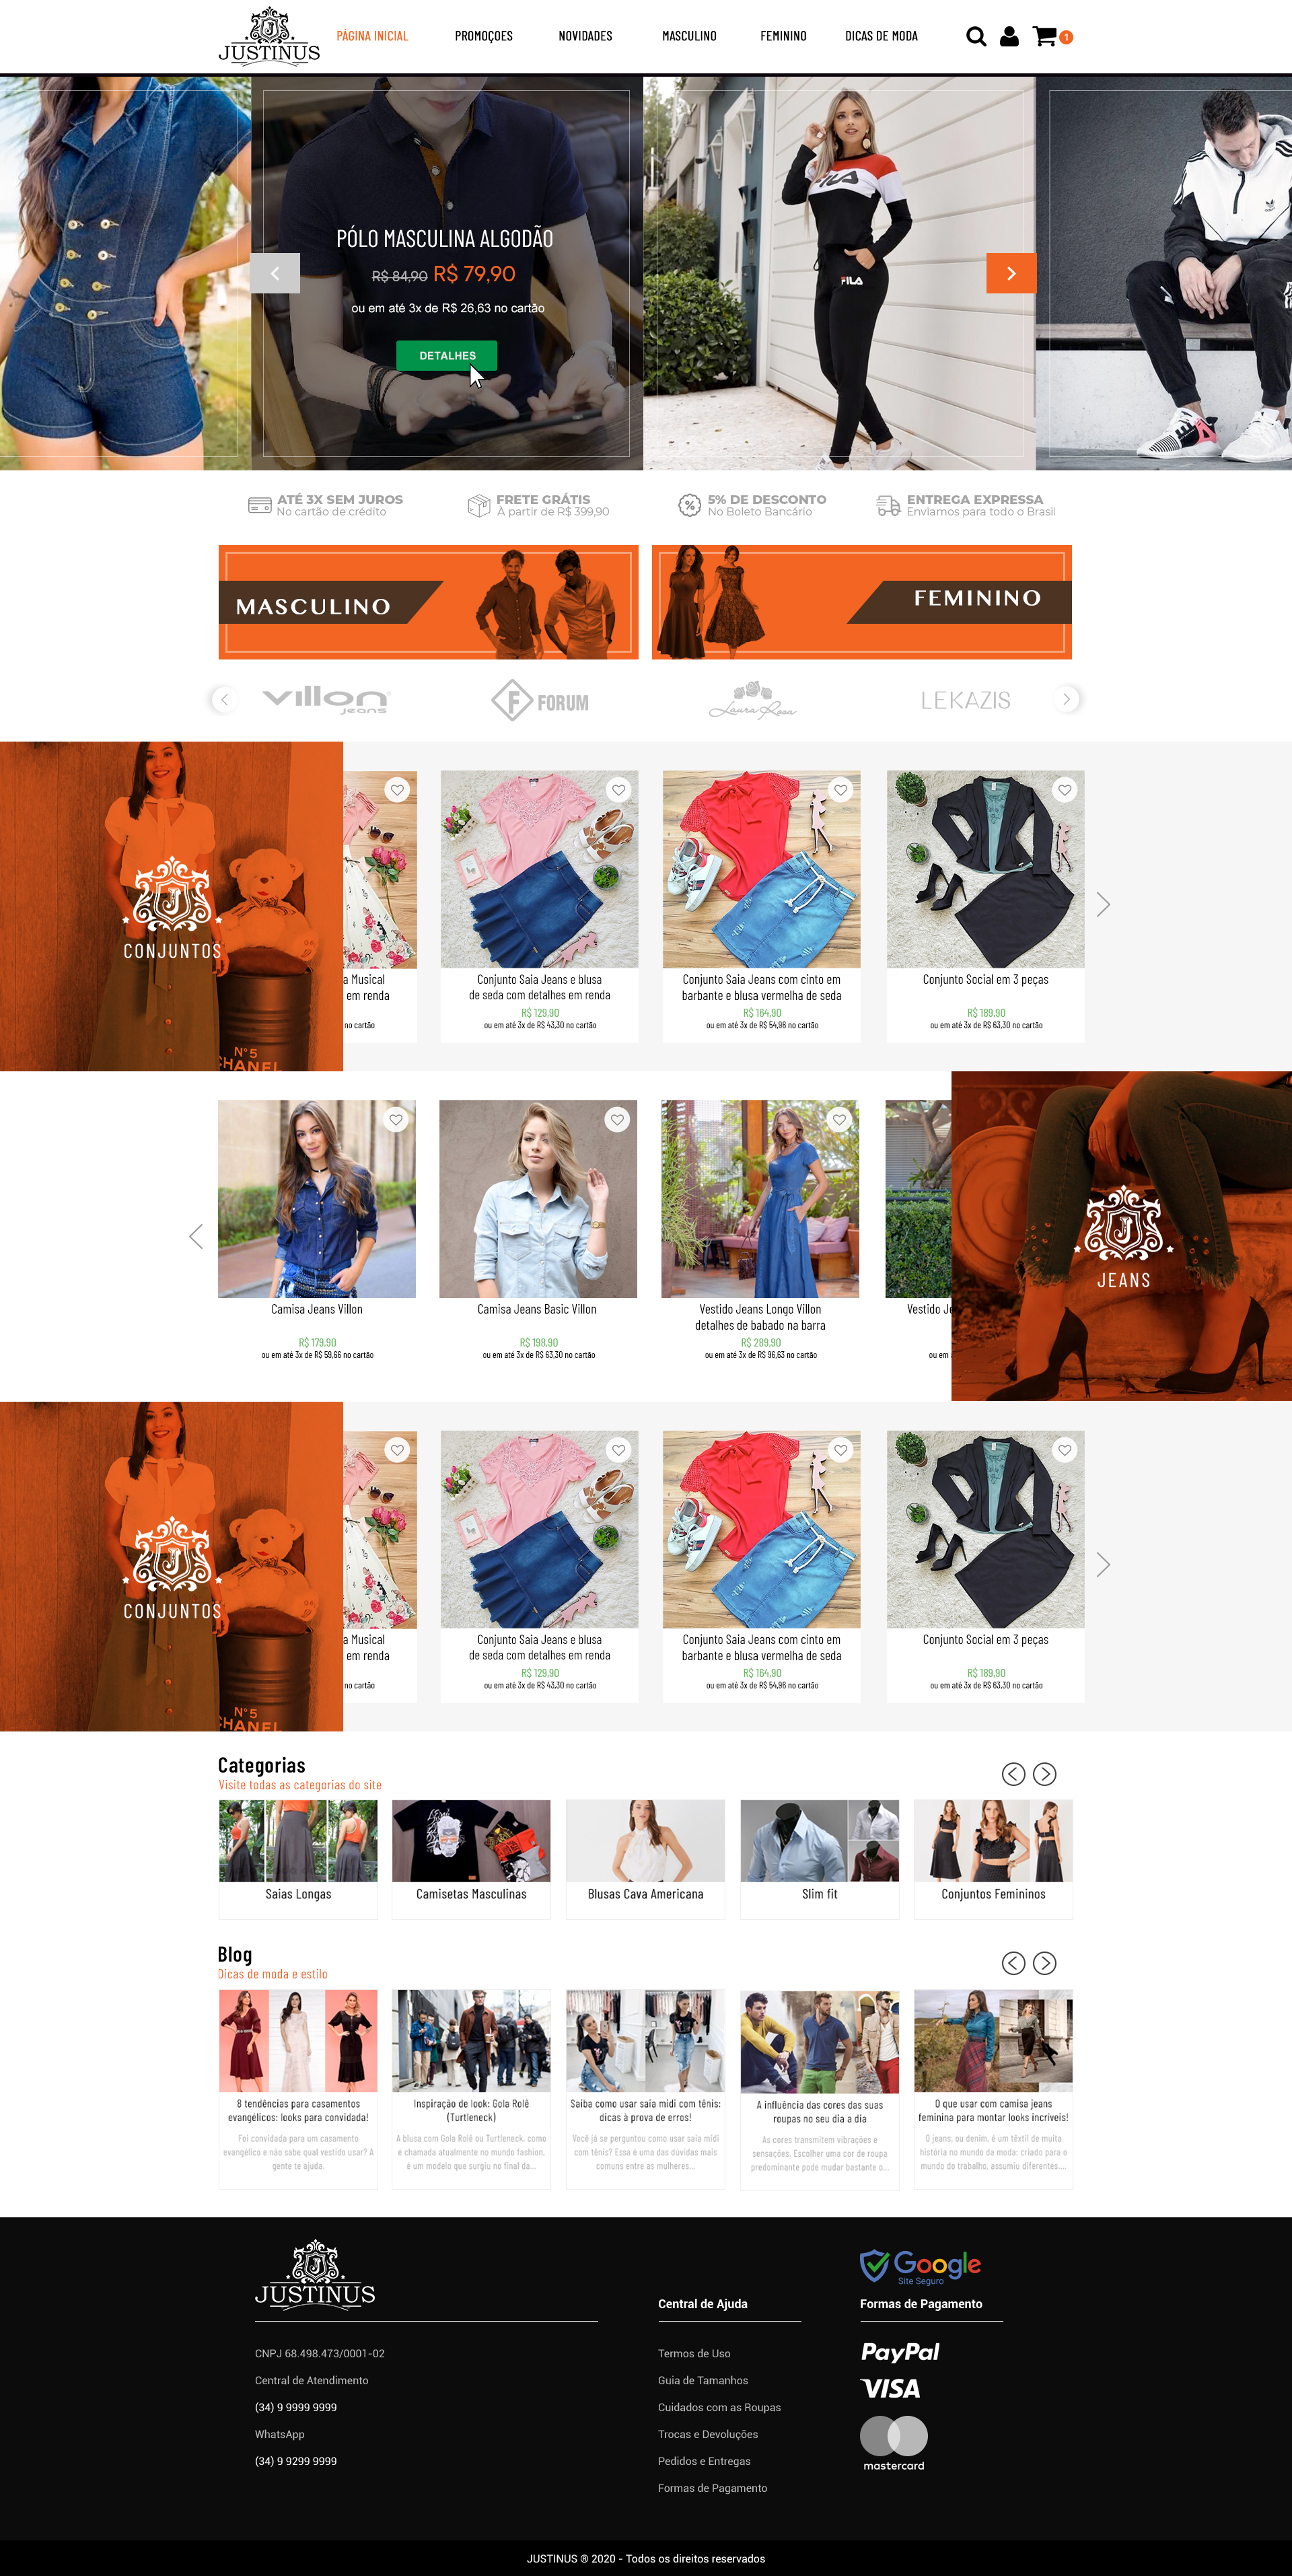 JUSTINUS
PÁGINA INICIAL
PROMOÇOES
NOVIDADES
MASCULINO
FEMININO
DICAS DE MODA
1
PÓLO MASCULINA ALGODÃO
R$ 84,90 R$ 79,90
ou em até 3x de R$ 26,63 no cartão
DETALHES
FILA
FILA
ATÉ 3X SEM JUROS
No cartão de crédito
FRETE GRÁTIS
À partir de R$ 399,90
5% DE DESCONTO
No Boleto Bancário
ENTREGA EXPRESSA
Enviamos para todo o Brasil
MASCULINO
FEMININO
villon
jeans
F FORUM
Laura Rosa
LEKAZIS
J
CONJUNTOS
Nº5
CHANEL
a Musical
em renda
no cartão
Conjunto Saia Jeans e blusa
de seda com detalhes em renda
R$ 129,90
ou em até 3x de R$ 43,30 no cartão
Conjunto Saia Jeans com cinto em
barbante e blusa vermelha de seda
R$ 164,90
ou em até 3x de R$ 54,96 no cartão
Conjunto Social em 3 peças
R$ 189,90
ou em até 3x de R$ 63,30 no cartão
Camisa Jeans Villon
R$ 179,90
ou em até 3x de R$ 59,66 no cartão
Camisa Jeans Basic Villon
R$ 198,90
ou em até 3x de R$ 63,30 no cartão
Vestido Jeans Longo Villon
detalhes de babado na barra
R$ 289,90
ou em até 3x de R$ 96,63 no cartão
Vestido Je
ou em
J
JEANS
J
CONJUNTOS
Nº5
CHANEL
a Musical
em renda
no cartão
Conjunto Saia Jeans e blusa
de seda com detalhes em renda
R$ 129,90
ou em até 3x de R$ 43,30 no cartão
Conjunto Saia Jeans com cinto em
barbante e blusa vermelha de seda
R$ 164,90
ou em até 3x de R$ 54,96 no cartão
Conjunto Social em 3 peças
R$ 189,90
ou em até 3x de R$ 63,30 no cartão
Categorias
Visite todas as categorias do site
Saias Longas
Camisetas Masculinas
Blusas Cava Americana
Slim fit
Conjuntos Femininos
Blog
Dicas de moda e estilo
8 tendências para casamentos
evangélicos: looks para convidada!
Foi convidada para um casamento
evangélico e não sabe qual vestido usar? A
gente te ajuda.
Inspiração de look: Gola Rolê
(Turtleneck)
A blusa com Gola Rolê ou Turtleneck, como
é chamada atualmente no mundo fashion,
é um modelo que surgiu no final da...
Saiba como usar saia midi com tênis:
dicas à prova de erros!
Você já se perguntou como usar saia midi
com tênis? Essa é uma das dúvidas mais
comuns entre as mulheres...
A influência das cores das suas
roupas no seu dia a dia
As cores transmitem vibrações e
sensações. Escolher uma cor de roupa
predominante pode mudar bastante o...
O que usar com camisa jeans
feminina para montar looks incríveis!
O jeans, ou denim, é um têxtil de muita
história no mundo da moda: criado para o
mundo do trabalho, assumiu diferentes....
JUSTINUS
CNPJ 68.498.473/0001-02
Central de Atendimento
(34) 9 9999 9999
WhatsApp
(34) 9 9299 9999
Central de Ajuda
Termos de Uso
Guia de Tamanhos
Cuidados com as Roupas
Trocas e Devoluções
Pedidos e Entregas
Formas de Pagamento
Google
Site Seguro
Formas de Pagamento
PayPal
VISA
mastercard
JUSTINUS ® 2020 - Todos os direitos reservados